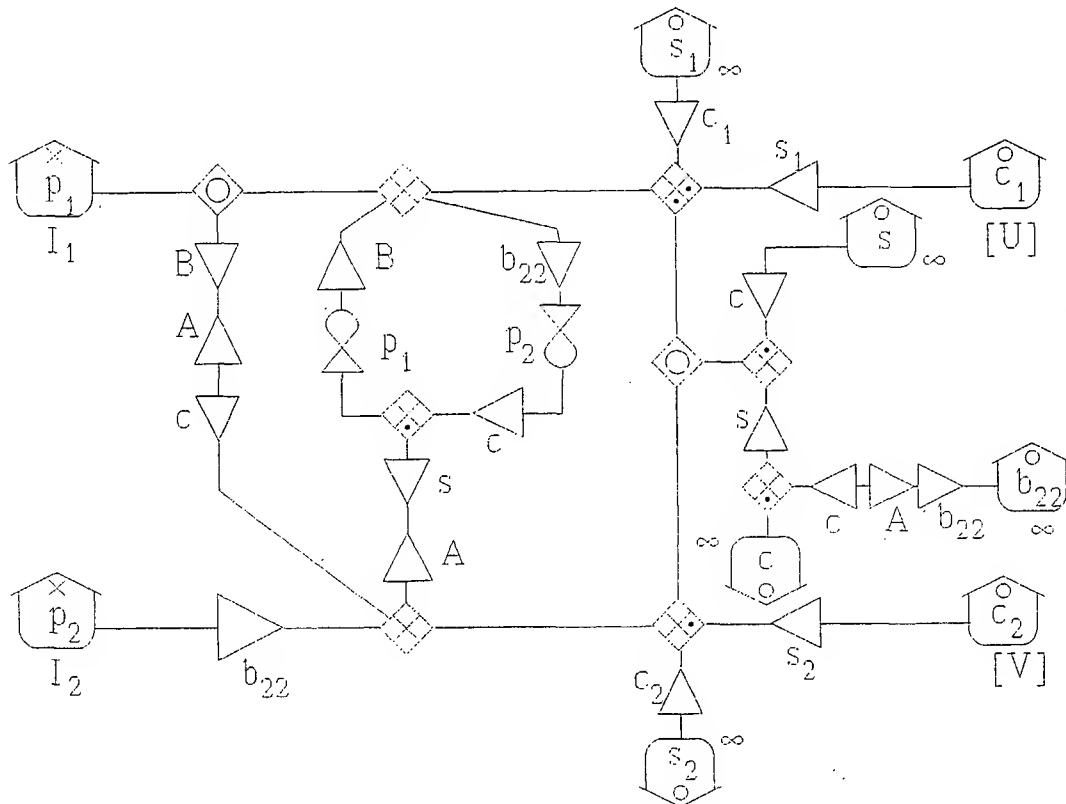 s₁
∞
c₁
p₁
I₁
s₁
c₁
[U]
s
∞
B
B
b₂₂
c
A
p₁
p₂
c
c
s
s
A
c
A
b₂₂
b₂₂
∞
∞
c
p₂
I₂
b₂₂
c₂
s₂
c₂
[V]
s₂
∞